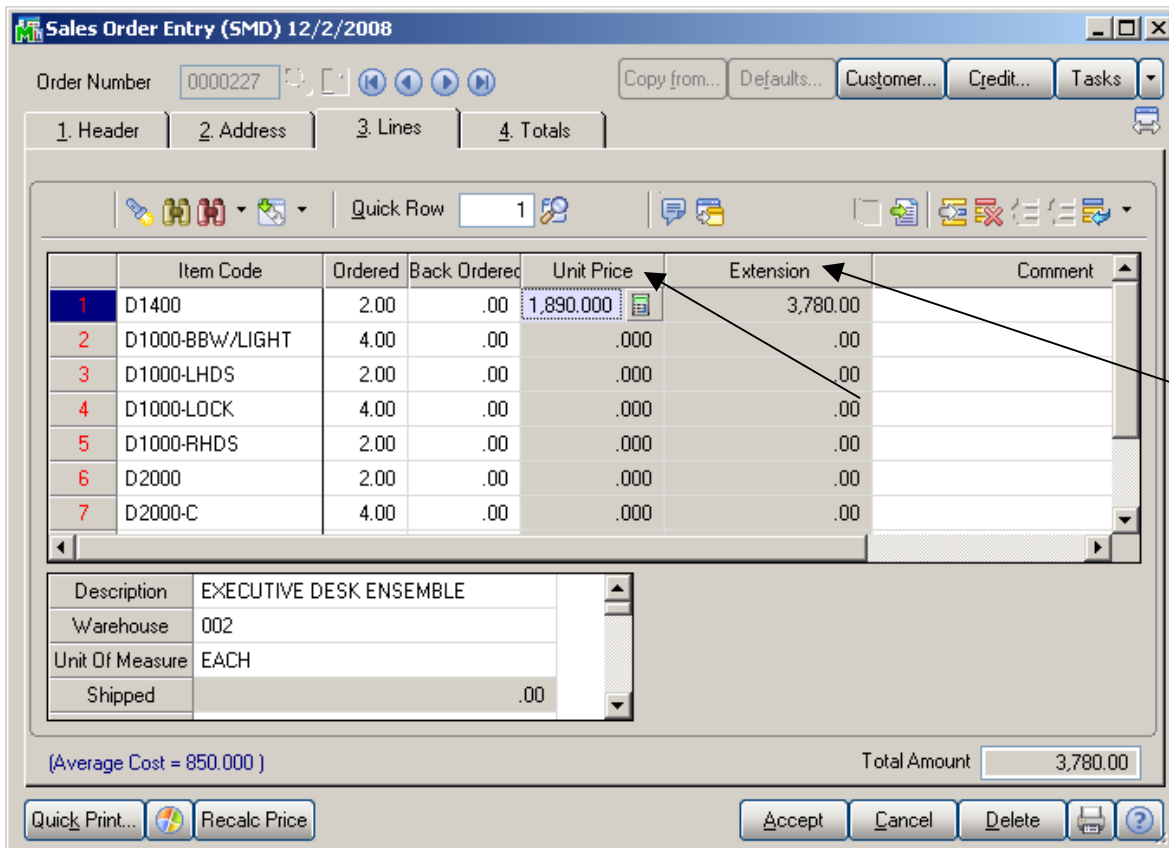 Sales Order Entry (SMD) 12/2/2008
Order Number 0000227 Copy from... Defaults... Customer... Credit... Tasks
1. Header 2. Address 3. Lines 4. Totals
Quick Row 1
Item Code Ordered Back Ordered Unit Price Extension Comment
1 D1400 2.00 .00 1,890.000 3,780.00
2 D1000-BBW/LIGHT 4.00 .00 .000 .00
3 D1000-LHDS 2.00 .00 .000 .00
4 D1000-LOCK 4.00 .00 .000 .00
5 D1000-RHDS 2.00 .00 .000 .00
6 D2000 2.00 .00 .000 .00
7 D2000-C 4.00 .00 .000 .00
Description EXECUTIVE DESK ENSEMBLE
Warehouse 002
Unit Of Measure EACH
Shipped .00
(Average Cost = 850.000 ) Total Amount 3,780.00
Quick Print... Recalc Price Accept Cancel Delete